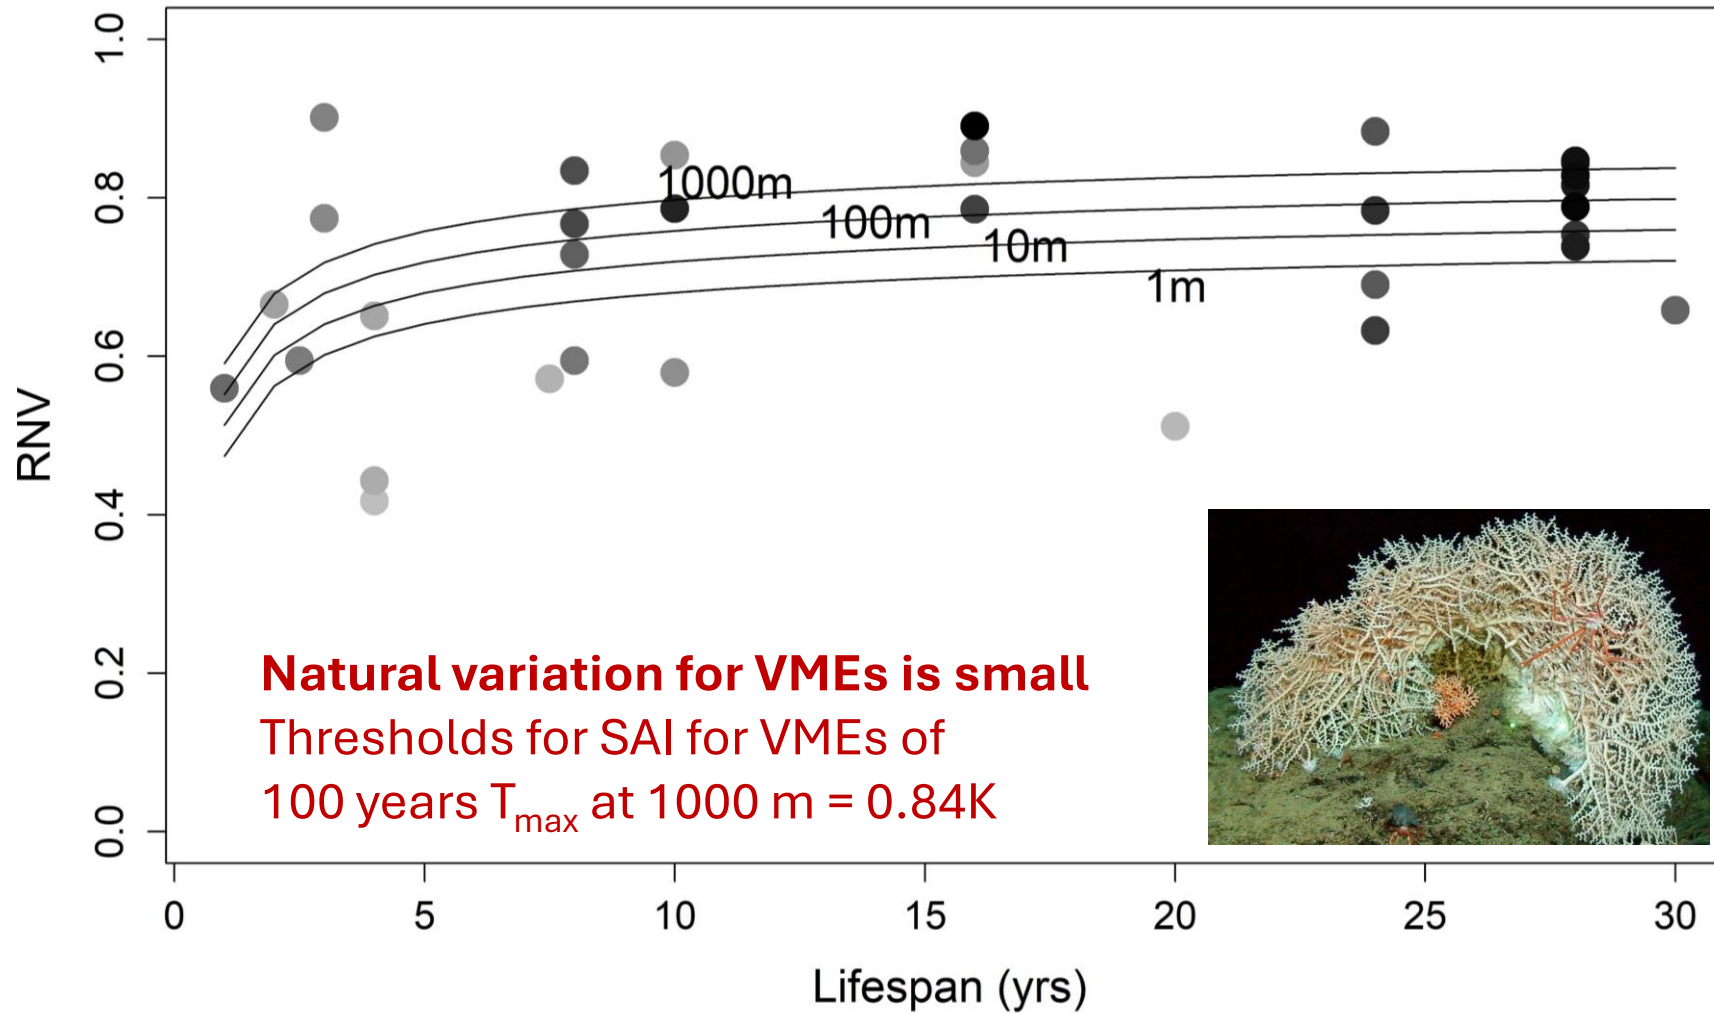 1.0
0.8
0.6
0.4
0.2
0.0
RNV
1000m
100m
10m
1m
Natural variation for VMEs is small
Thresholds for SAI for VMEs of
100 years Tmax at 1000 m = 0.84K
0 5 10 15 20 25 30
Lifespan (yrs)